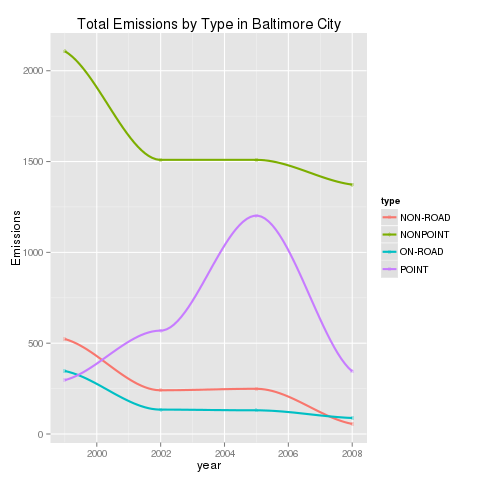 Total Emissions by Type in Baltimore City
Emissions
2000
1500
1000
500
0
2000
2002
2004
2006
2008
year
type
NON-ROAD
NONPOINT
ON-ROAD
POINT